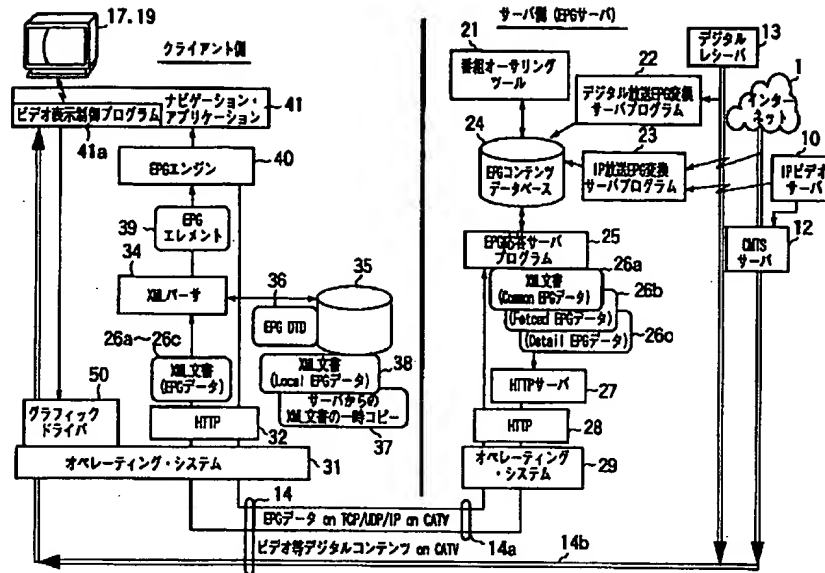 17.19
クライアント側
ナビゲーション・
アプリケーション
ビデオ表示制御プログラム
41
41a
EPGエンジン
40
39
EPG
エレメント
34
XMLパーサ
36
EPG DTD
35
26a~26c
XML文書
(EPGデータ)
XML文書
(Local EPGデータ)
38
サーバからの
XML文書の一時コピー
37
50
グラフィック
ドライバ
HTTP
32
オペレーティング・システム
31
サーバ側 (EPGサーバ)
21
番組オーサリング
ツール
22
デジタル放送EPG変換
サーバプログラム
13
デジタル
レシーバ
1
インター
ネット
24
EPGコンテンツ
データベース
23
IP放送EPG変換
サーバプログラム
10
IPビデオ
サーバ
12
CMTS
サーバ
EPG応答サーバ
プログラム
25
26a
XML文書
(Common EPGデータ)
26b
(Fetced EPGデータ)
26c
(Detail EPGデータ)
HTTPサーバ
27
HTTP
28
オペレーティング
・システム
29
14
EPGデータ on TCP/UDP/IP on CATV
14a
ビデオ等デジタルコンテンツ on CATV
14b